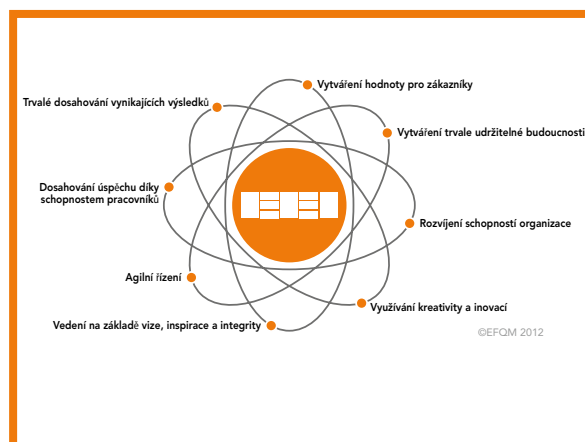 Vytváření hodnoty pro zákazníky
Trvalé dosahování vynikajících výsledků
Vytváření trvale udržitelné budoucnosti
Dosahování úspěchu díky
schopnostem pracovníků
Rozvíjení schopností organizace
Agilní řízení
Využívání kreativity a inovací
Vedení na základě vize, inspirace a integrity
©EFQM 2012